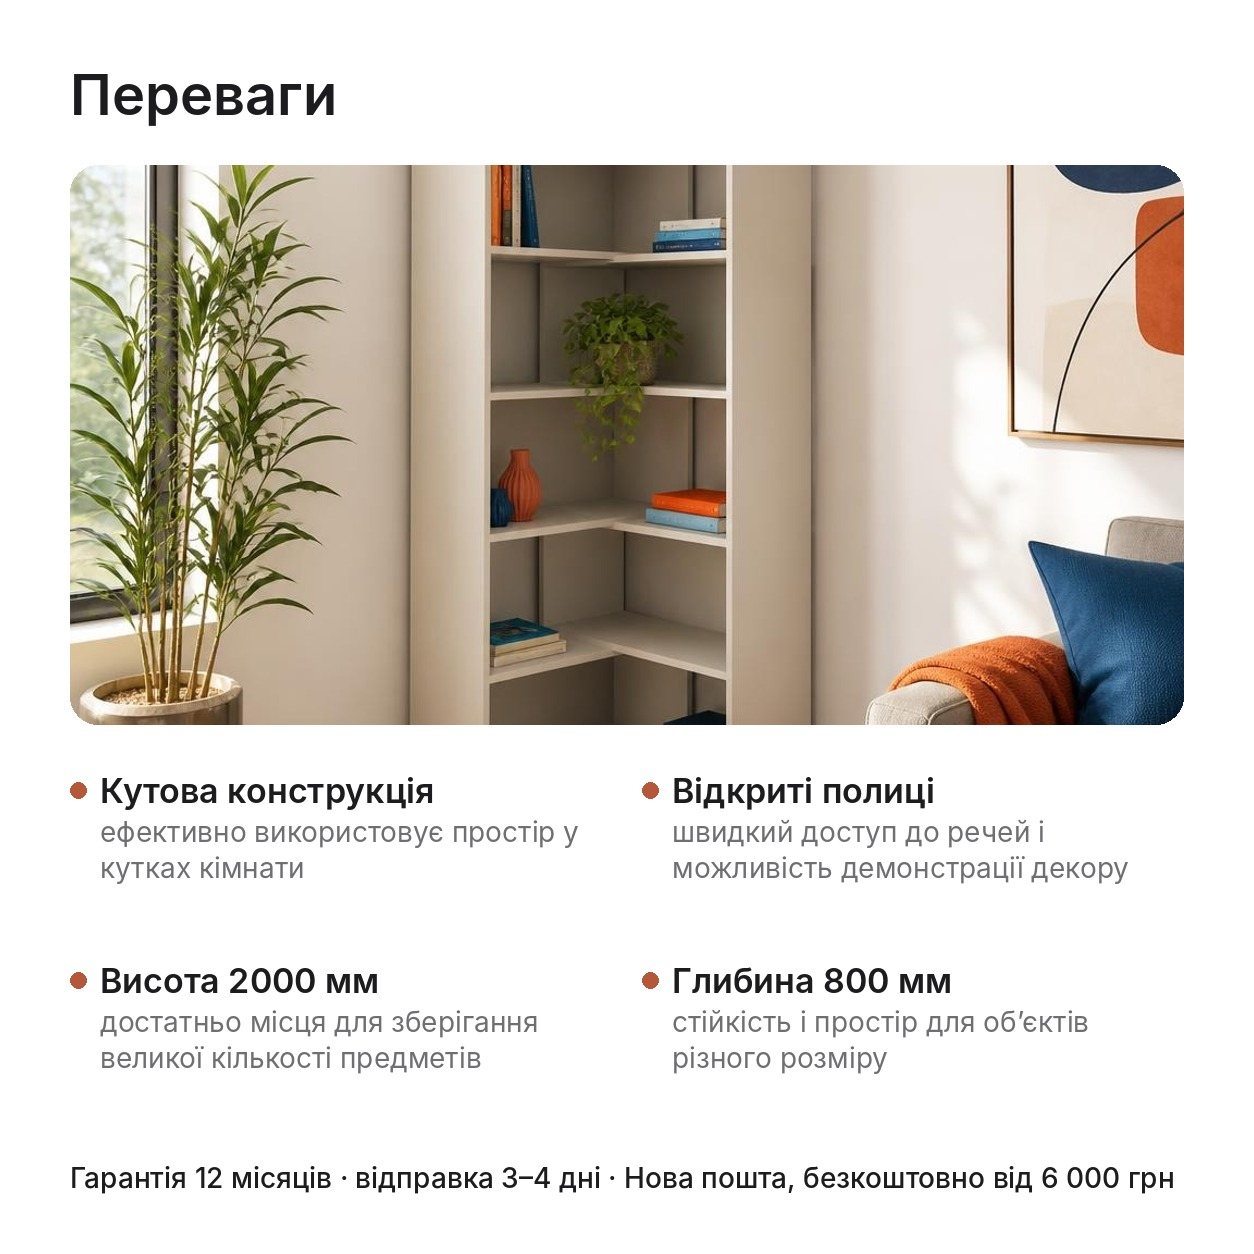 Переваги
Кутова конструкція
ефективно використовує простір у
кутках кімнати
Відкриті полиці
швидкий доступ до речей і
можливість демонстрації декору
Висота 2000 мм
достатньо місця для зберігання
великої кількості предметів
Глибина 800 мм
стійкість і простір для об’єктів
різного розміру
Гарантія 12 місяців · відправка 3–4 дні · Нова пошта, безкоштовно від 6 000 грн